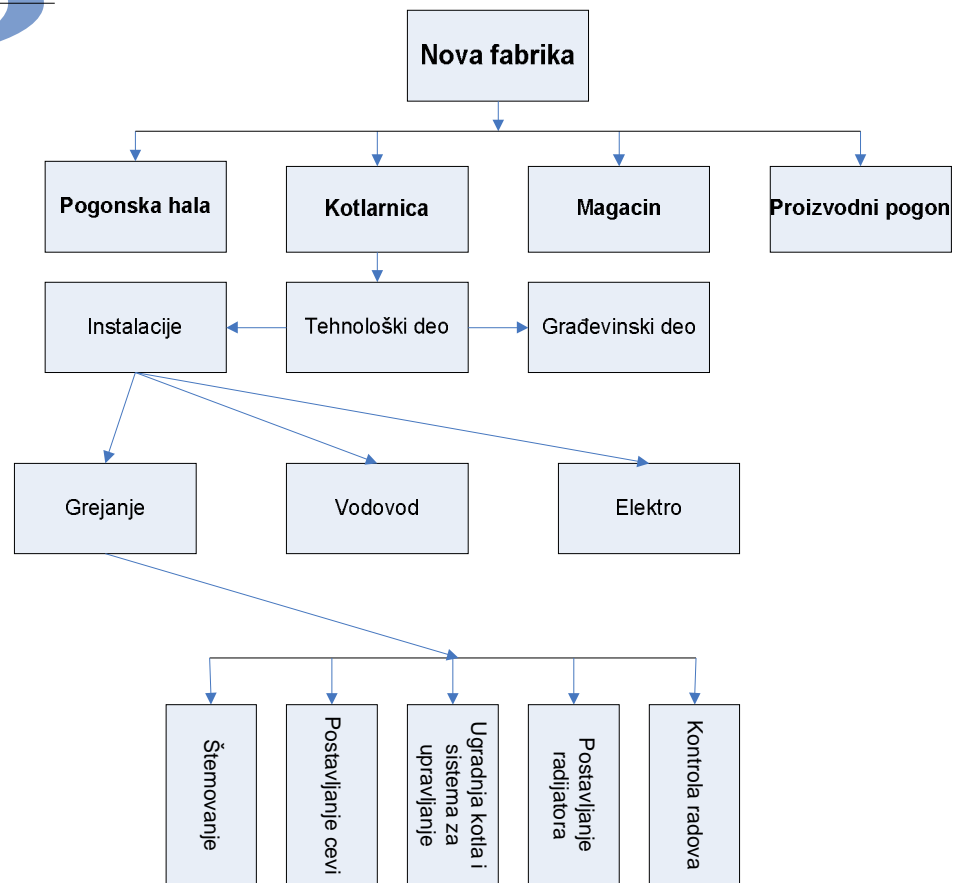 Nova fabrika
Pogonska hala
Kotlarnica
Magacin
Proizvodni pogon
Instalacije
Tehnološki deo
Građevinski deo
Grejanje
Vodovod
Elektro
Štemovanje
Postavljanje cevi
Ugradnja kotla i
sistema za
upravljanje
Postavljanje
radijatora
Kontrola radova